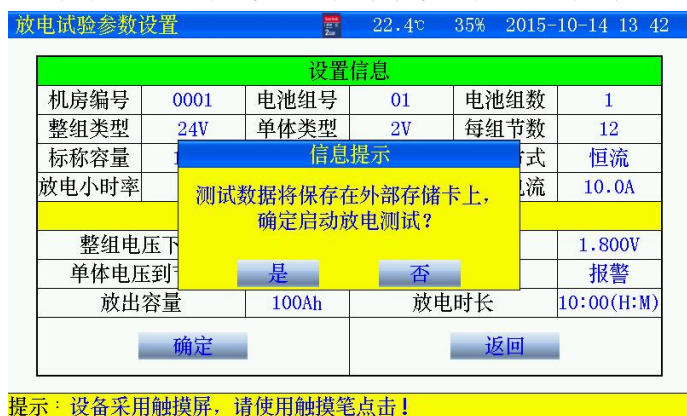 放电试验参数设置 22.4℃ 35% 2015-10-14 13 42
设置信息
机房编号 0001 电池组号 01 电池组数 1
整组类型 24V 单体类型 2V 每组节数 12
标称容量 式 恒流
放电小时率 流 10.0A
信息提示
测试数据将保存在外部存储卡上，
确定启动放电测试？
是 否
整组电压下 1.800V
单体电压到 报警
放出容量 100Ah 放电时长 10:00(H:M)
确定 返回
提示：设备采用触摸屏，请使用触摸笔点击！